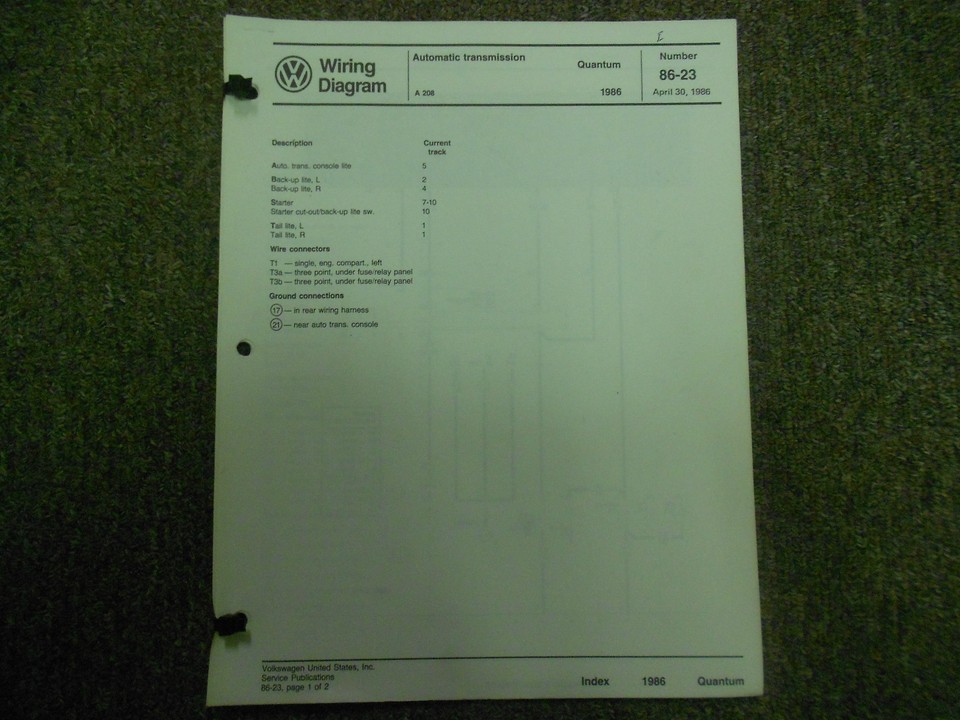 E
Wiring
Diagram
Automatic transmission
A 208
Quantum
1986
Number
86-23
April 30, 1986
Description Current track
Auto. trans. console lite 5
Back-up lite, L 2
Back-up lite, R 4
Starter 7-10
Starter cut-out/back-up lite sw. 10
Tail lite, L 1
Tail lite, R 1
Wire connectors
T1 — single, eng. compart., left
T3a — three point, under fuse/relay panel
T3b — three point, under fuse/relay panel
Ground connections
17 — in rear wiring harness
21 — near auto trans. console
Volkswagen United States, Inc.
Service Publications
86-23, page 1 of 2
Index 1986 Quantum